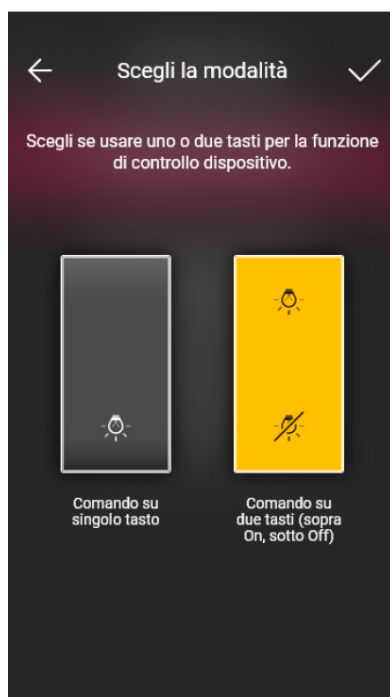 Scegli la modalità
Scegli se usare uno o due tasti per la funzione
di controllo dispositivo.
Comando su
singolo tasto
Comando su
due tasti (sopra
On, sotto Off)